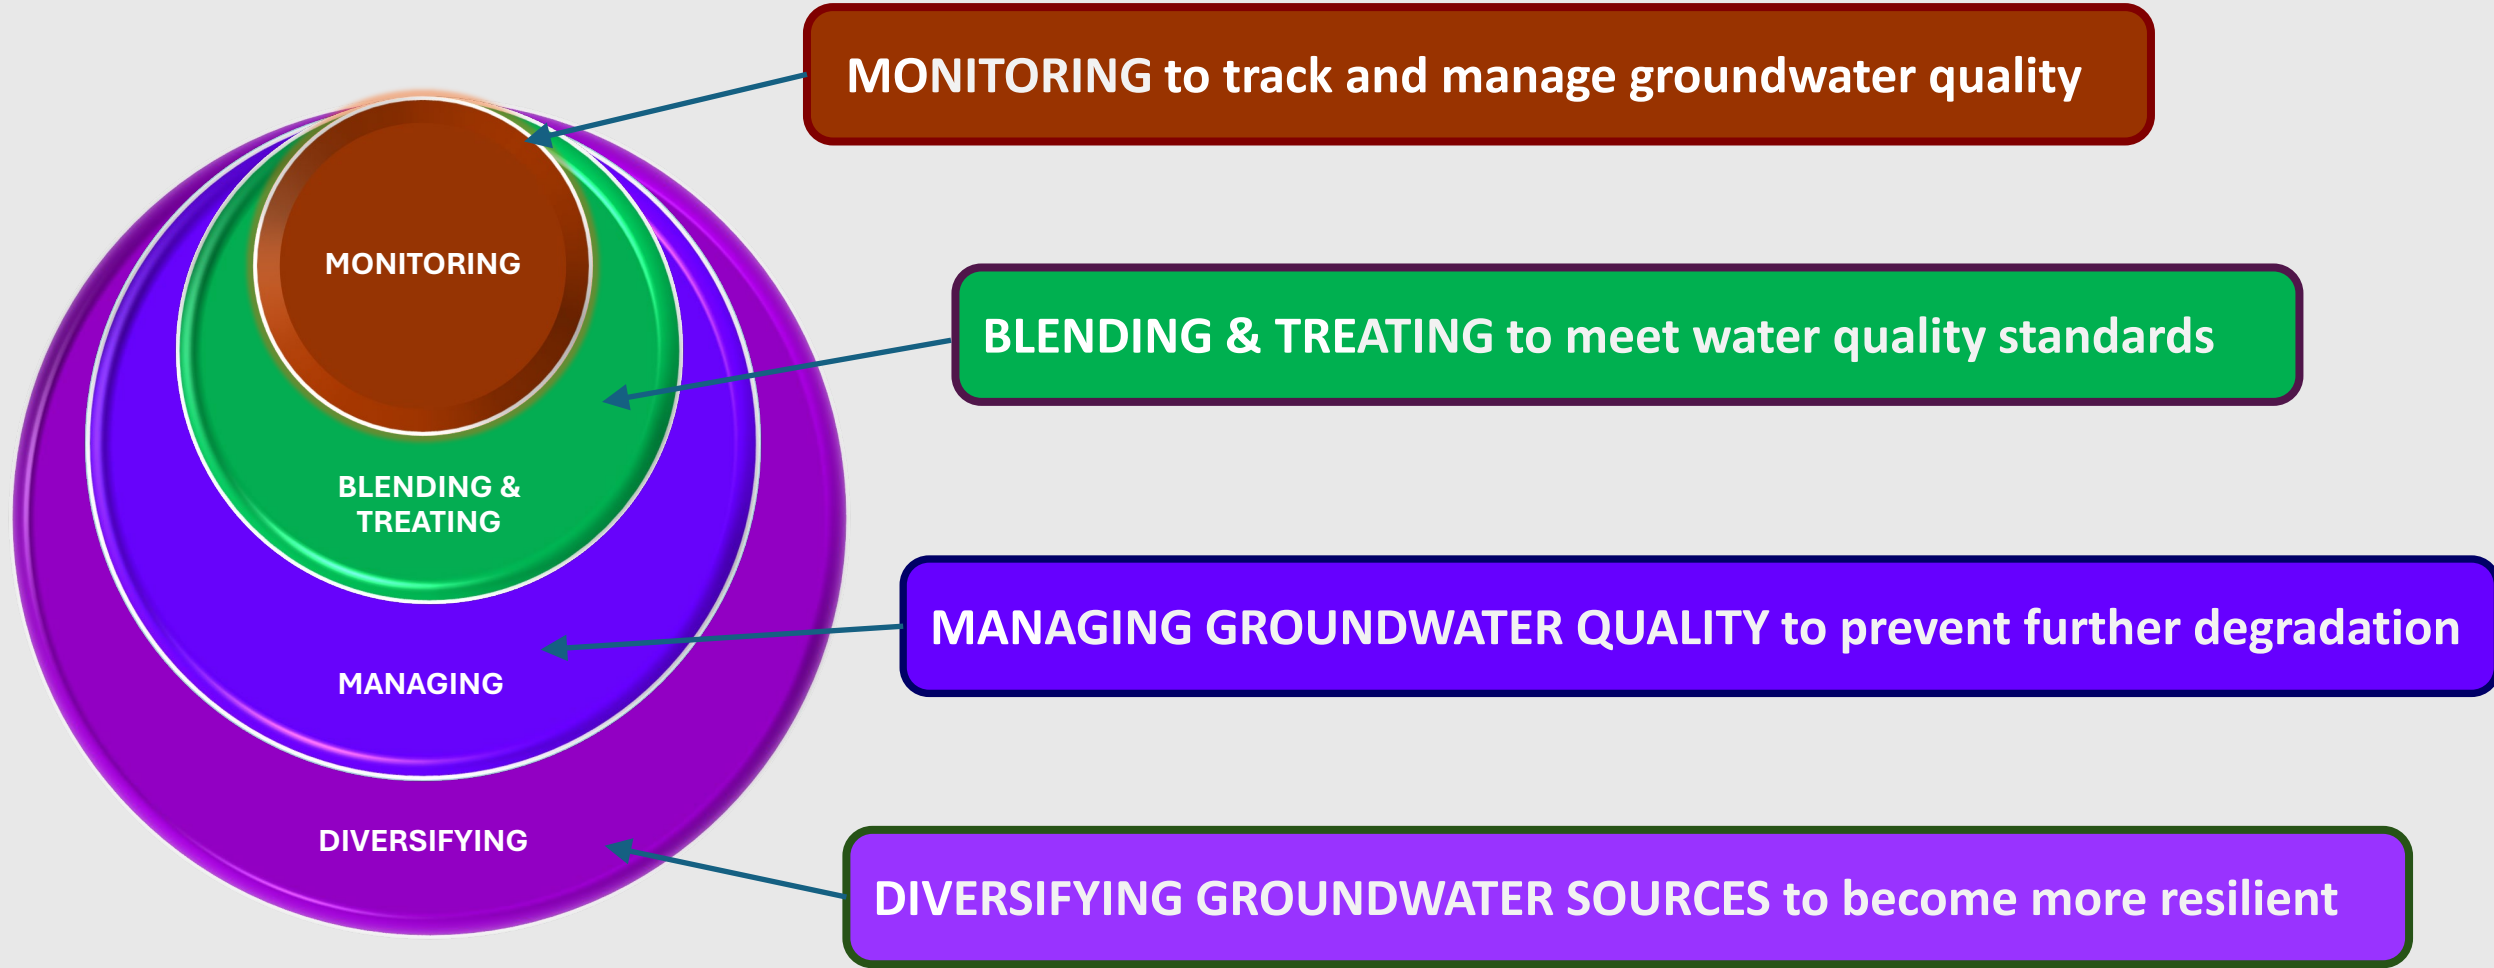 MONITORING to track and manage groundwater quality
MONITORING
BLENDING & TREATING to meet water quality standards
BLENDING &
TREATING
MANAGING GROUNDWATER QUALITY to prevent further degradation
MANAGING
DIVERSIFYING
DIVERSIFYING GROUNDWATER SOURCES to become more resilient